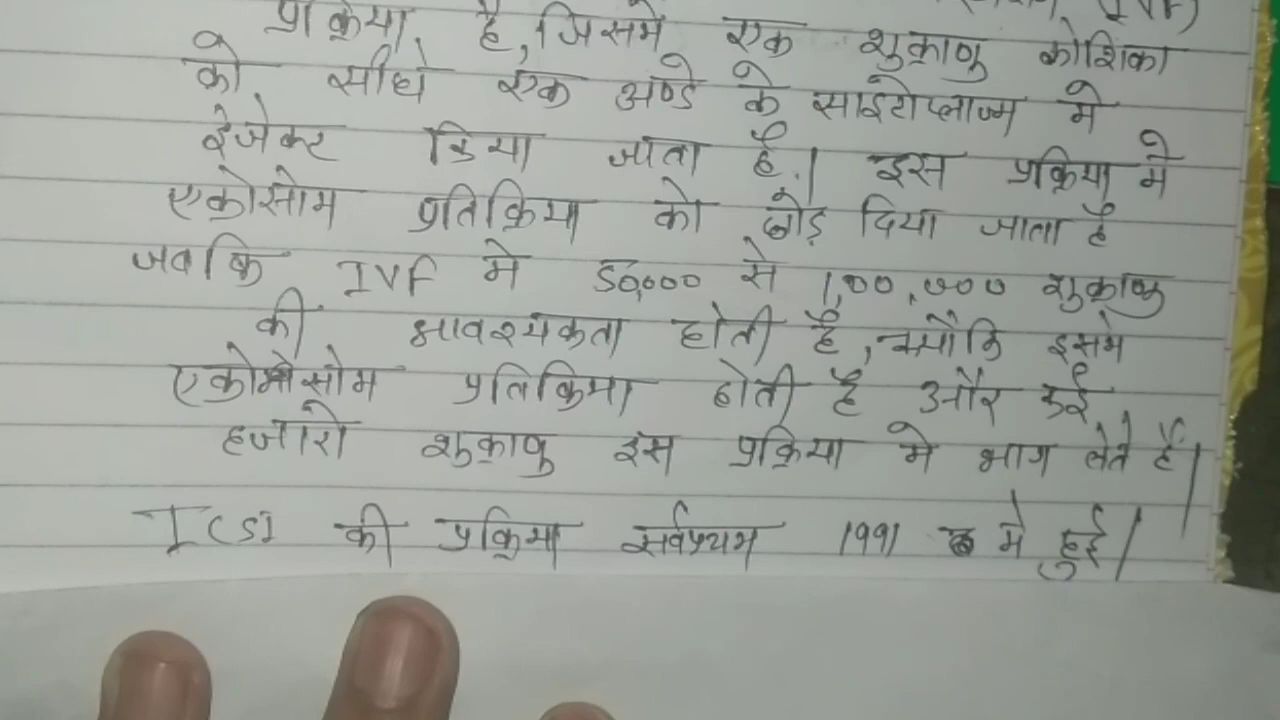 (IVF)
प्रक्रिया है, जिसमे एक शुक्राणु कोशिका
को सीधे एक अण्डे के साइटोप्लाज्म मे
इंजेक्ट किया जाता है। इस प्रक्रिया मे
एक्रोसोम प्रतिक्रिया को छोड़ दिया जाता है
जबकि IVF मे 50,000 से 1,00,000 शुक्राणु
की आवश्यकता होती है, क्योकि इसमे
प्रतिक्रिया होती है और कई
हजारो शुक्राणु इस प्रक्रिया मे भाग लेते है।
ICSI की प्रक्रिया सर्वप्रथम 1991 मे हुई।